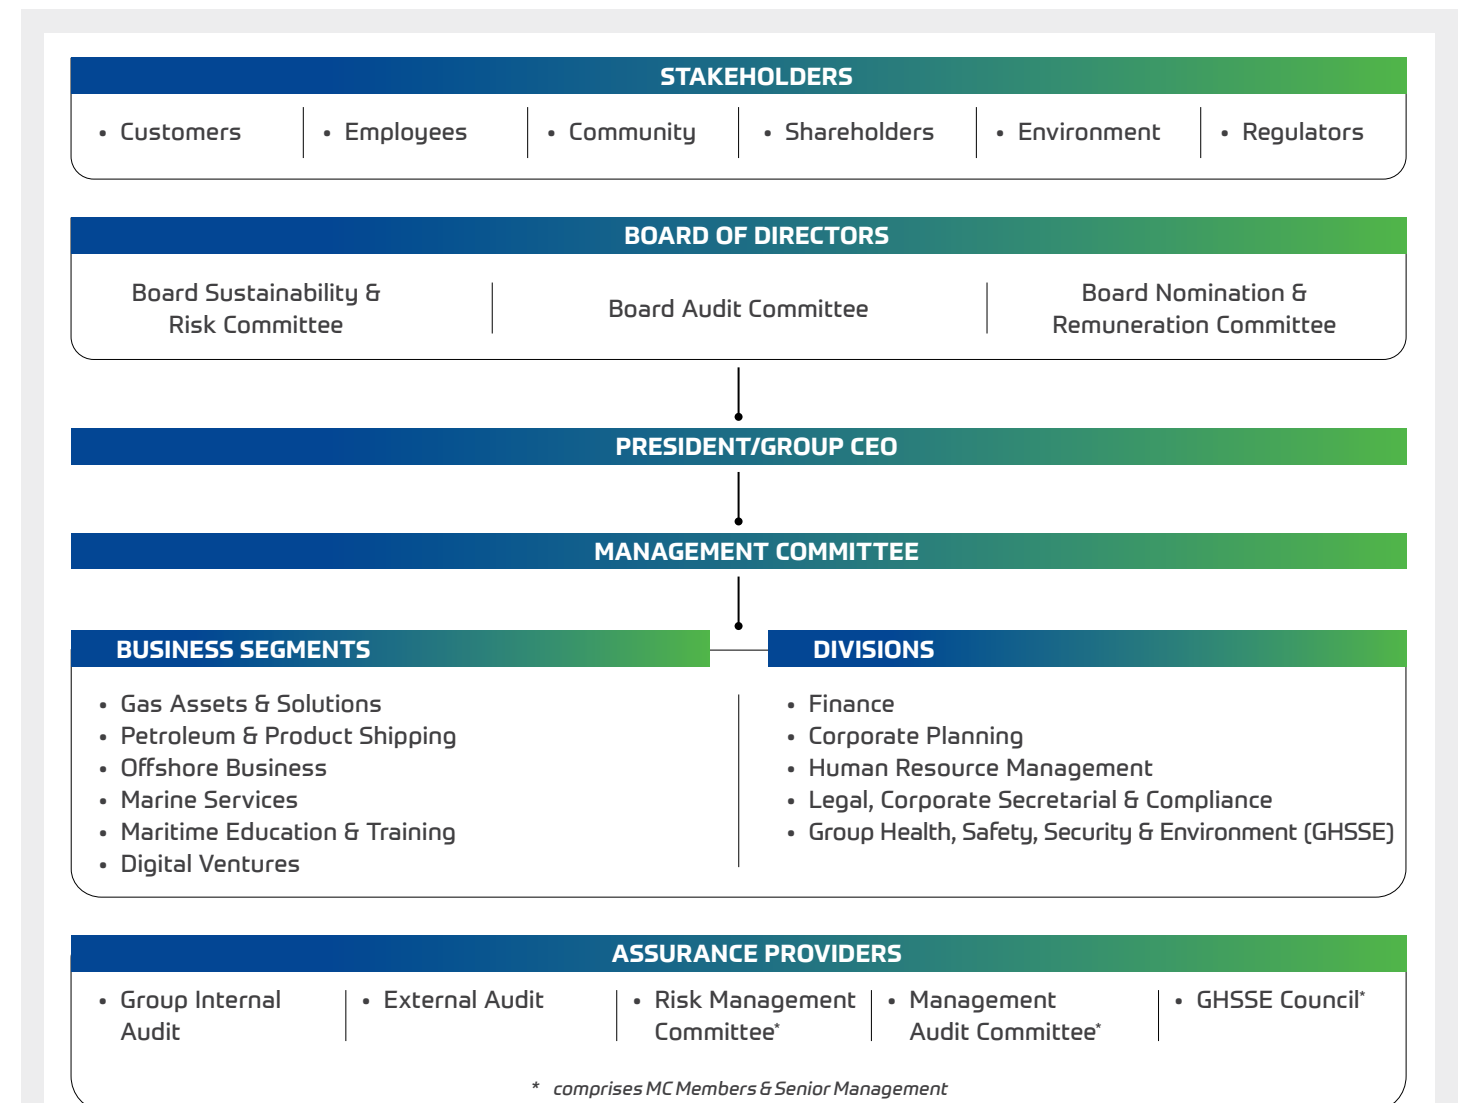 STAKEHOLDERS
• Customers
• Employees
• Community
• Shareholders
• Environment
• Regulators
BOARD OF DIRECTORS
Board Sustainability &
Risk Committee
Board Audit Committee
Board Nomination &
Remuneration Committee
PRESIDENT/GROUP CEO
MANAGEMENT COMMITTEE
BUSINESS SEGMENTS
• Gas Assets & Solutions
• Petroleum & Product Shipping
• Offshore Business
• Marine Services
• Maritime Education & Training
• Digital Ventures
DIVISIONS
• Finance
• Corporate Planning
• Human Resource Management
• Legal, Corporate Secretarial & Compliance
• Group Health, Safety, Security & Environment (GHSSE)
ASSURANCE PROVIDERS
• Group Internal
Audit
• External Audit
• Risk Management
Committee*
• Management
Audit Committee*
• GHSSE Council*
* comprises MC Members & Senior Management